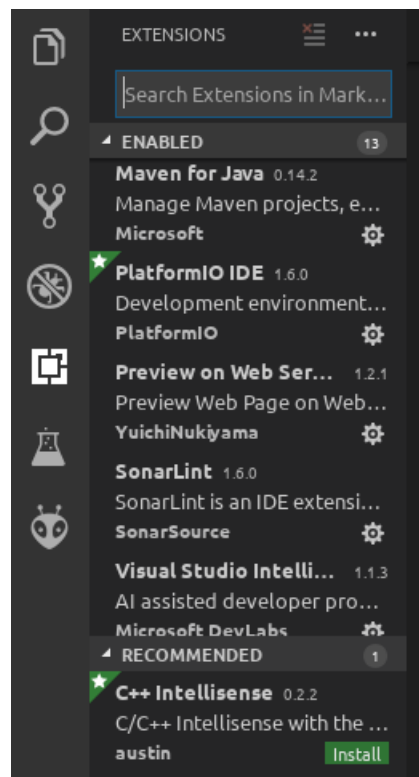 EXTENSIONS
Search Extensions in Mark...
ENABLED 13
Maven for Java 0.14.2
Manage Maven projects, e...
Microsoft
PlatformIO IDE 1.6.0
Development environment...
PlatformIO
Preview on Web Ser... 1.2.1
Preview Web Page on Web...
YuichiNukiyama
SonarLint 1.6.0
SonarLint is an IDE extensi...
SonarSource
Visual Studio Intelli... 1.1.3
AI assisted developer pro...
Microsoft DevLabs
RECOMMENDED 1
C++ Intellisense 0.2.2
C/C++ Intellisense with the ...
austin Install